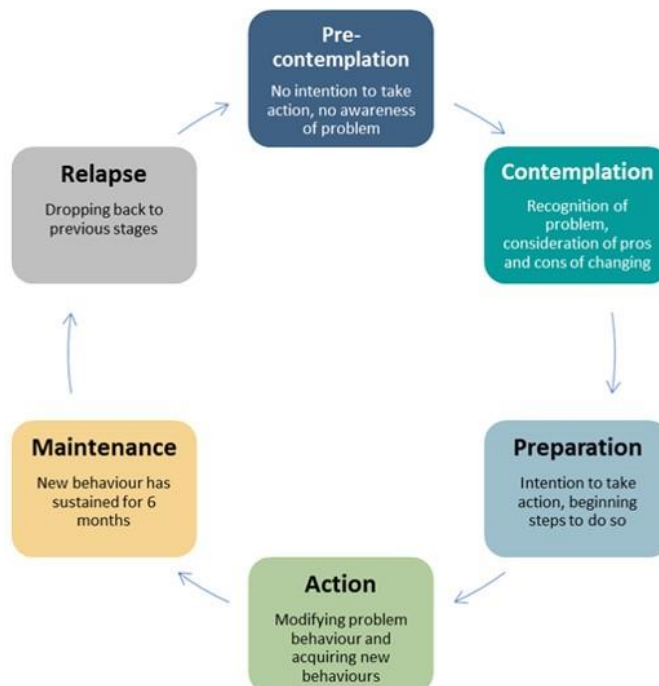 Pre-
contemplation
No intention to take
action, no awareness
of problem
Contemplation
Recognition of
problem,
consideration of pros
and cons of changing
Preparation
Intention to take
action, beginning
steps to do so
Action
Modifying problem
behaviour and
acquiring new
behaviours
Maintenance
New behaviour has
sustained for 6
months
Relapse
Dropping back to
previous stages